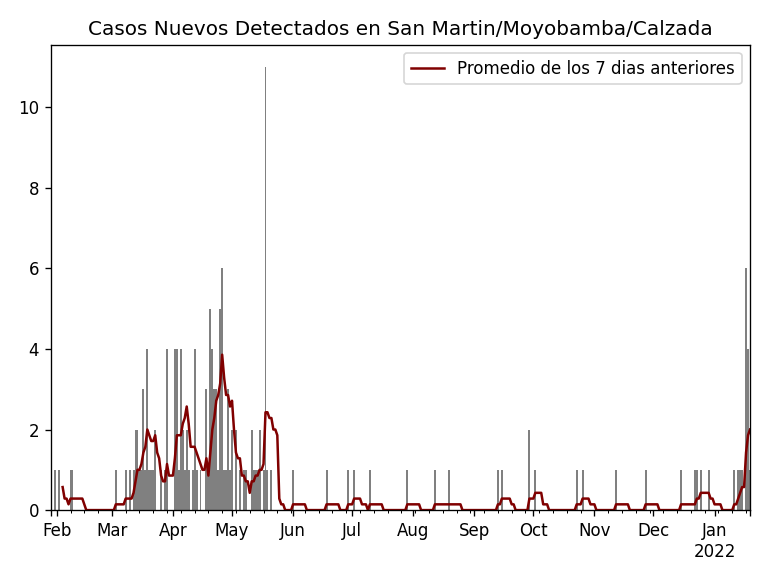 Casos Nuevos Detectados en San Martin/Moyobamba/Calzada
Promedio de los 7 dias anteriores
10
8
6
4
2
0
Feb Mar Apr May Jun Jul Aug Sep Oct Nov Dec Jan
2022